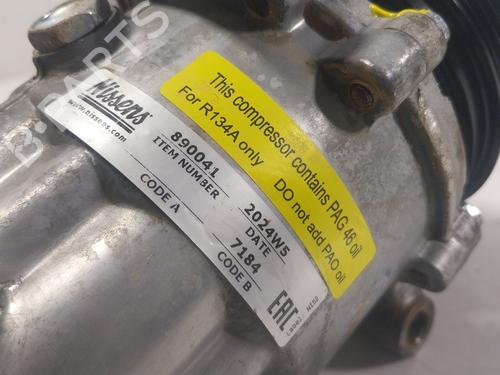 This compressor contains PAG 46 oil
For R134A only DO not add PAO oil
Nissens
www.nissens.com
890041
ITEM NUMBER
2024W5
DATE
CODE A
7184
CODE B
EAC